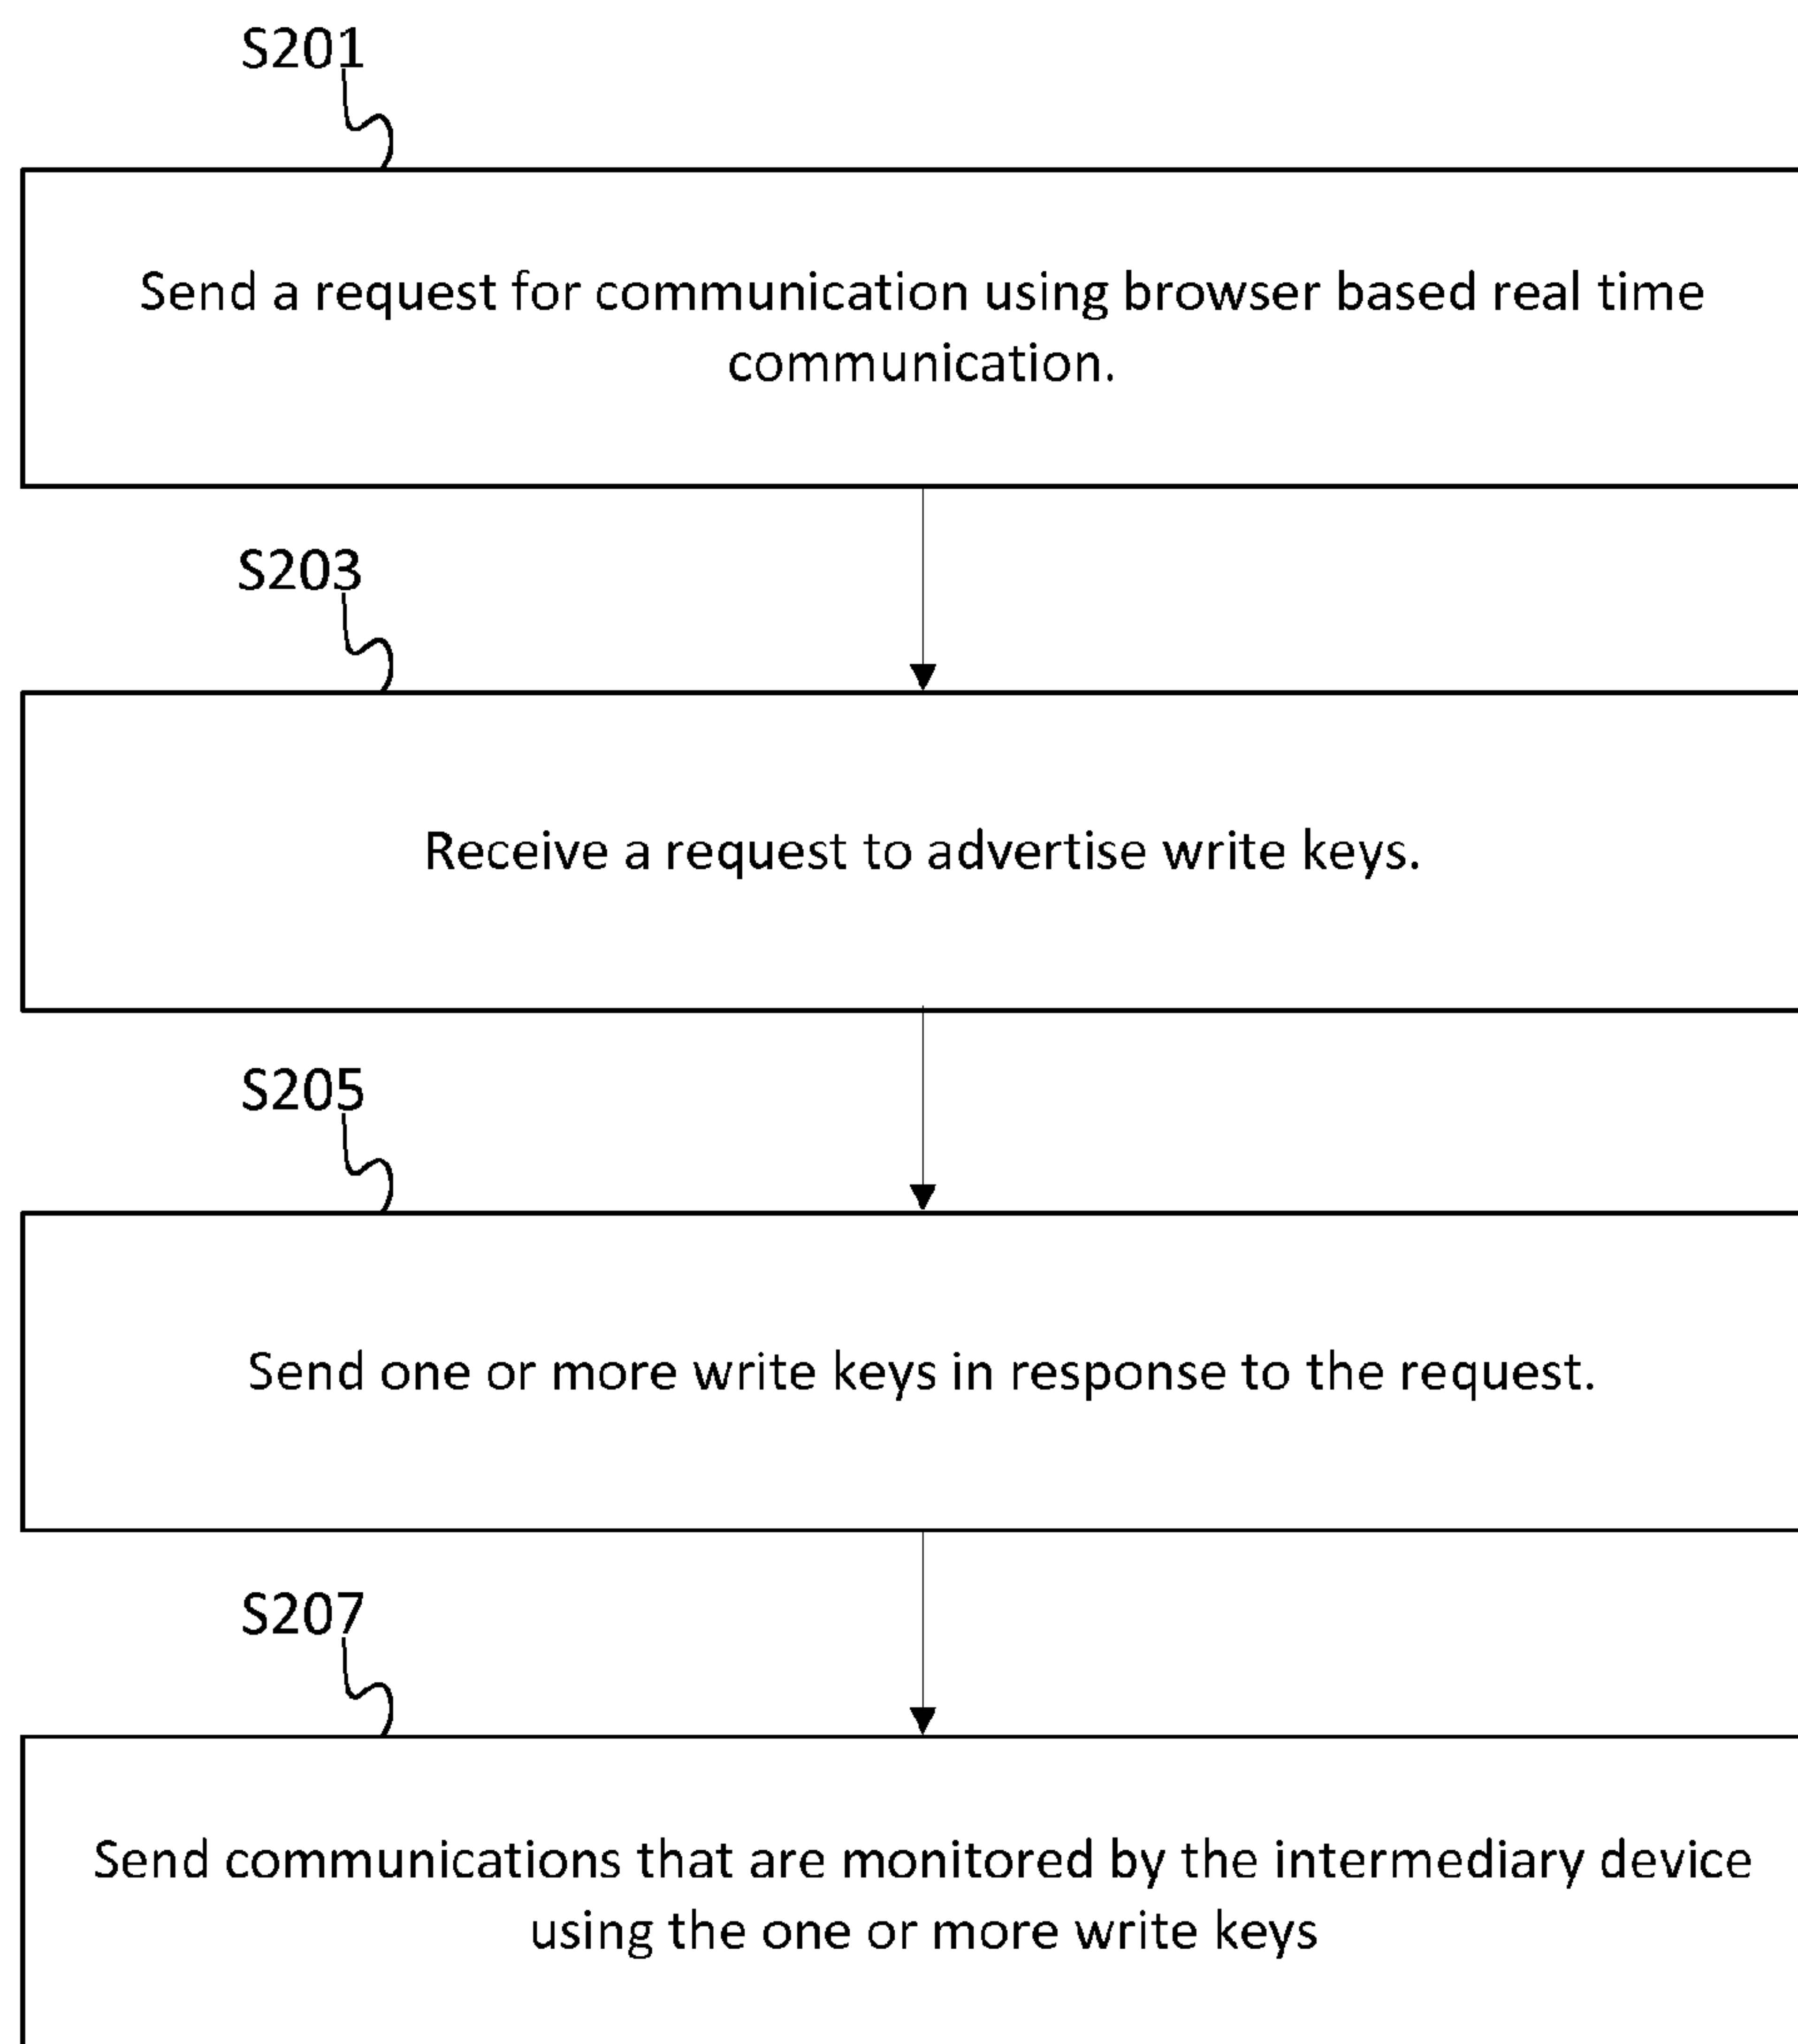 S201
Send a request for communication using browser based real time
communication.
S203
Receive a request to advertise write keys.
S205
Send one or more write keys in response to the request.
S207
Send communications that are monitored by the intermediary device
using the one or more write keys